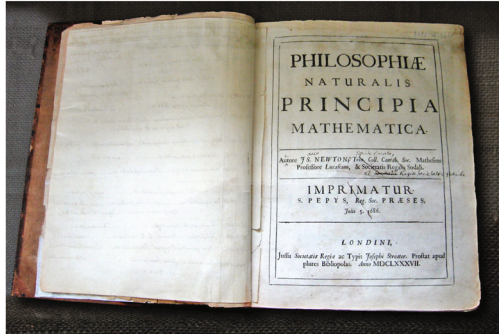 PHILOSOPHIÆ
NATURALIS
PRINCIPIA
MATHEMATICA.
Autore JS. NEWTON, Trin. Coll. Cantab. Soc. Matheseos
Professore Lucasiano, & Societatis Regalis Sodali.
IMPRIMATUR.
S. PEPYS, Reg. Soc. PRÆSES.
Julii 5. 1686.
LONDINI,
Jussu Societatis Regiæ ac Typis Josephi Streater. Prostat apud
plures Bibliopolas. Anno MDCLXXXVII.